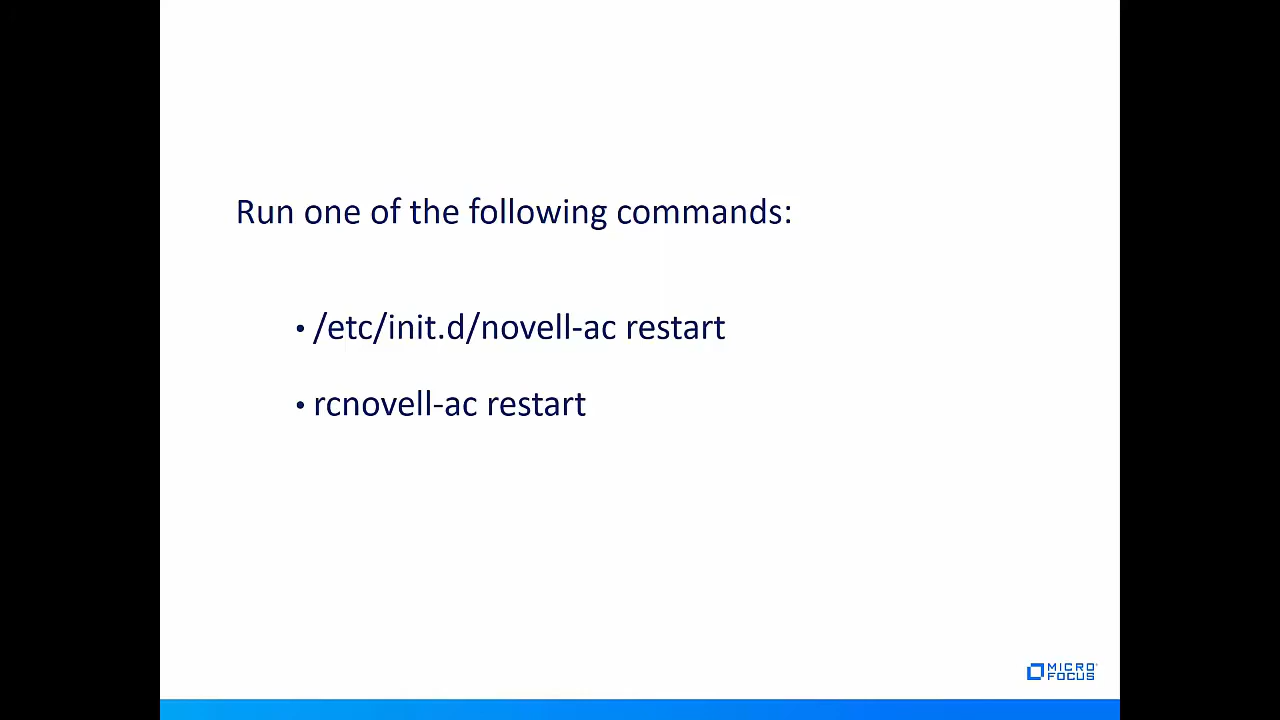 Run one of the following commands:
• /etc/init.d/novell-ac restart
• rcnovell-ac restart
MICRO
FOCUS